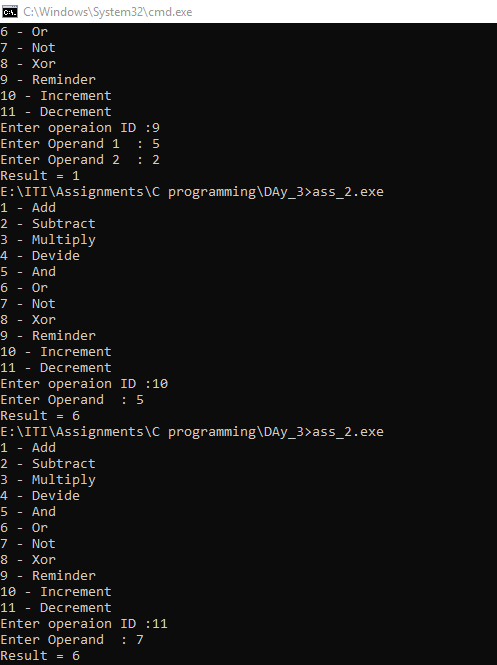 C:\Windows\System32\cmd.exe
6 - Or
7 - Not
8 - Xor
9 - Reminder
10 - Increment
11 - Decrement
Enter operaion ID :9
Enter Operand 1  : 5
Enter Operand 2  : 2
Result = 1
E:\ITI\Assignments\C programming\DAy_3>ass_2.exe
1 - Add
2 - Subtract
3 - Multiply
4 - Devide
5 - And
6 - Or
7 - Not
8 - Xor
9 - Reminder
10 - Increment
11 - Decrement
Enter operaion ID :10
Enter Operand  : 5
Result = 6
E:\ITI\Assignments\C programming\DAy_3>ass_2.exe
1 - Add
2 - Subtract
3 - Multiply
4 - Devide
5 - And
6 - Or
7 - Not
8 - Xor
9 - Reminder
10 - Increment
11 - Decrement
Enter operaion ID :11
Enter Operand  : 7
Result = 6